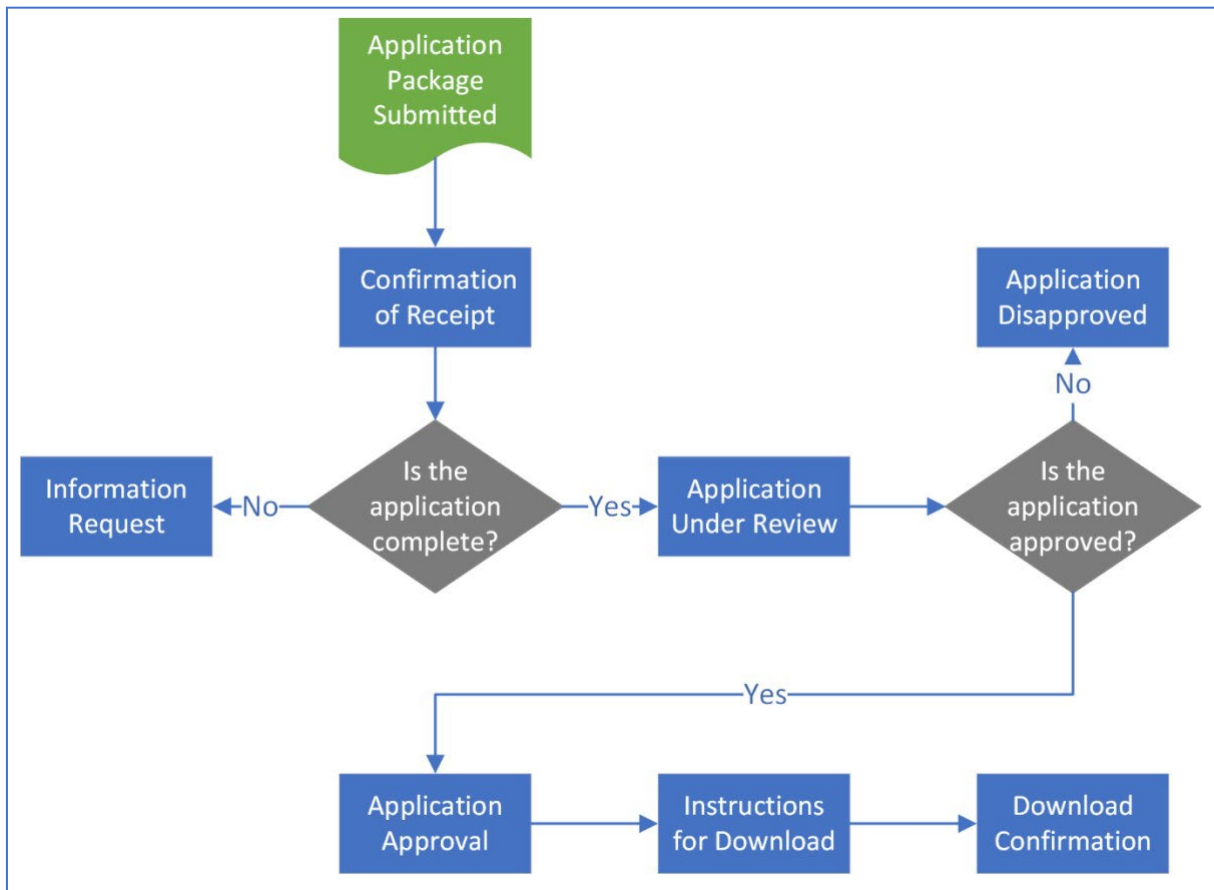 Application
Package
Submitted
Confirmation
of Receipt
Application
Disapproved
No
Information
Request
No
Is the
application
complete?
Yes
Application
Under Review
Is the
application
approved?
Yes
Application
Approval
Instructions
for Download
Download
Confirmation